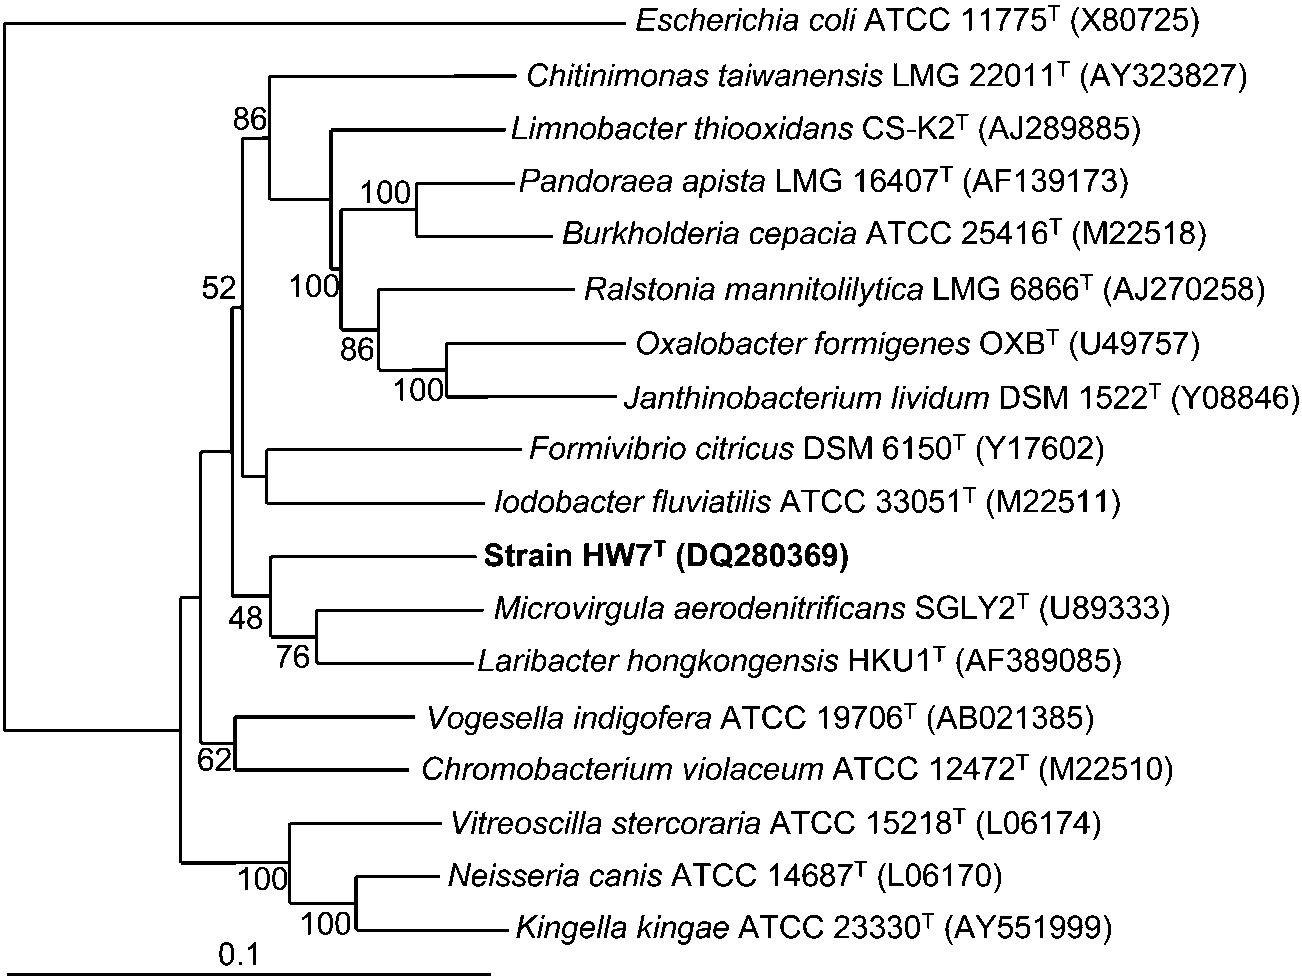 Escherichia coli ATCC 11775T (X80725)
Chitinimonas taiwanensis LMG 22011T (AY323827)
86
Limnobacter thiooxidans CS-K2T (AJ289885)
100
Pandoraea apista LMG 16407T (AF139173)
Burkholderia cepacia ATCC 25416T (M22518)
52
100
Ralstonia mannitolilytica LMG 6866T (AJ270258)
86
Oxalobacter formigenes OXBT (U49757)
100
Janthinobacterium lividum DSM 1522T (Y08846)
Formivibrio citricus DSM 6150T (Y17602)
Iodobacter fluviatilis ATCC 33051T (M22511)
Strain HW7T (DQ280369)
48
Microvirgula aerodenitrificans SGLY2T (U89333)
76
Laribacter hongkongensis HKU1T (AF389085)
Vogesella indigofera ATCC 19706T (AB021385)
62
Chromobacterium violaceum ATCC 12472T (M22510)
Vitreoscilla stercoraria ATCC 15218T (L06174)
100
Neisseria canis ATCC 14687T (L06170)
100
Kingella kingae ATCC 23330T (AY551999)
0.1